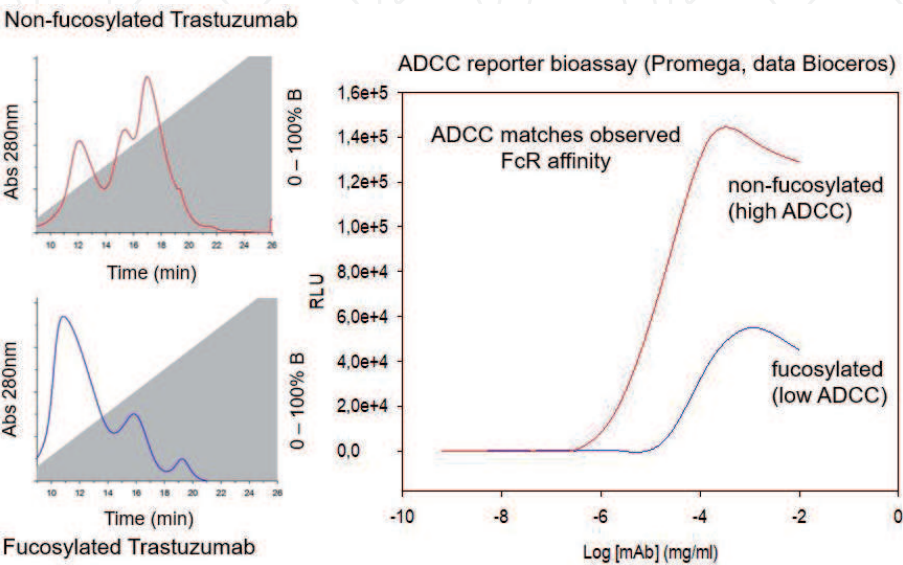 Non-fucosylated Trastuzumab
Abs 280nm
0 – 100% B
10 12 14 16 18 20 22 24 26
Time (min)
Abs 280nm
0 – 100% B
10 12 14 16 18 20 22 24 26
Time (min)
Fucosylated Trastuzumab
ADCC reporter bioassay (Promega, data Bioceros)
RLU
1,6e+5
1,4e+5
1,2e+5
1,0e+5
8,0e+4
6,0e+4
4,0e+4
2,0e+4
0,0
ADCC matches observed
FcR affinity
non-fucosylated
(high ADCC)
fucosylated
(low ADCC)
-10 -8 -6 -4 -2 0
Log [mAb] (mg/ml)